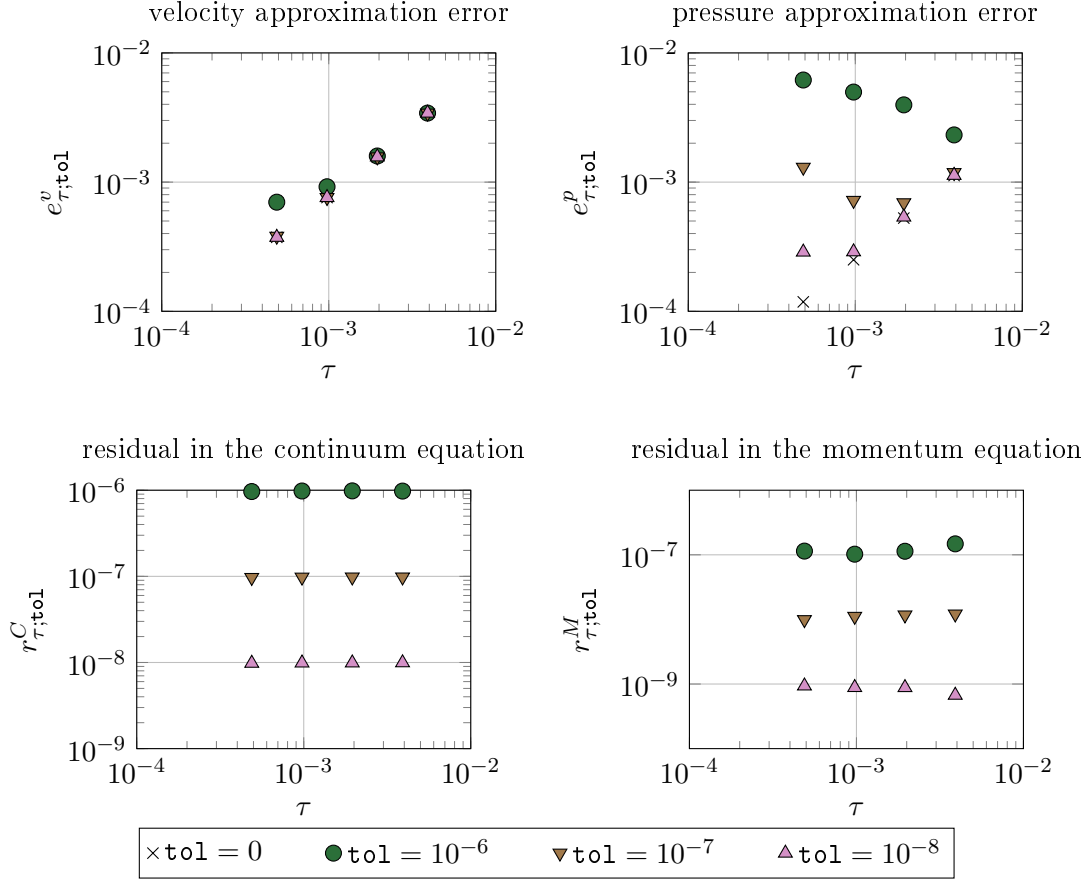 velocity approximation error
10⁻²
10⁻³
10⁻⁴
10⁻⁴ 10⁻³ 10⁻²
τ
e^v_{τ;tol}
pressure approximation error
10⁻²
10⁻³
10⁻⁴
10⁻⁴ 10⁻³ 10⁻²
τ
e^p_{τ;tol}
residual in the continuum equation
10⁻⁶
10⁻⁷
10⁻⁸
10⁻⁹
10⁻⁴ 10⁻³ 10⁻²
τ
r^C_{τ;tol}
residual in the momentum equation
10⁻⁷
10⁻⁹
10⁻⁴ 10⁻³ 10⁻²
τ
r^M_{τ;tol}
tol = 0 tol = 10⁻⁶ tol = 10⁻⁷ tol = 10⁻⁸